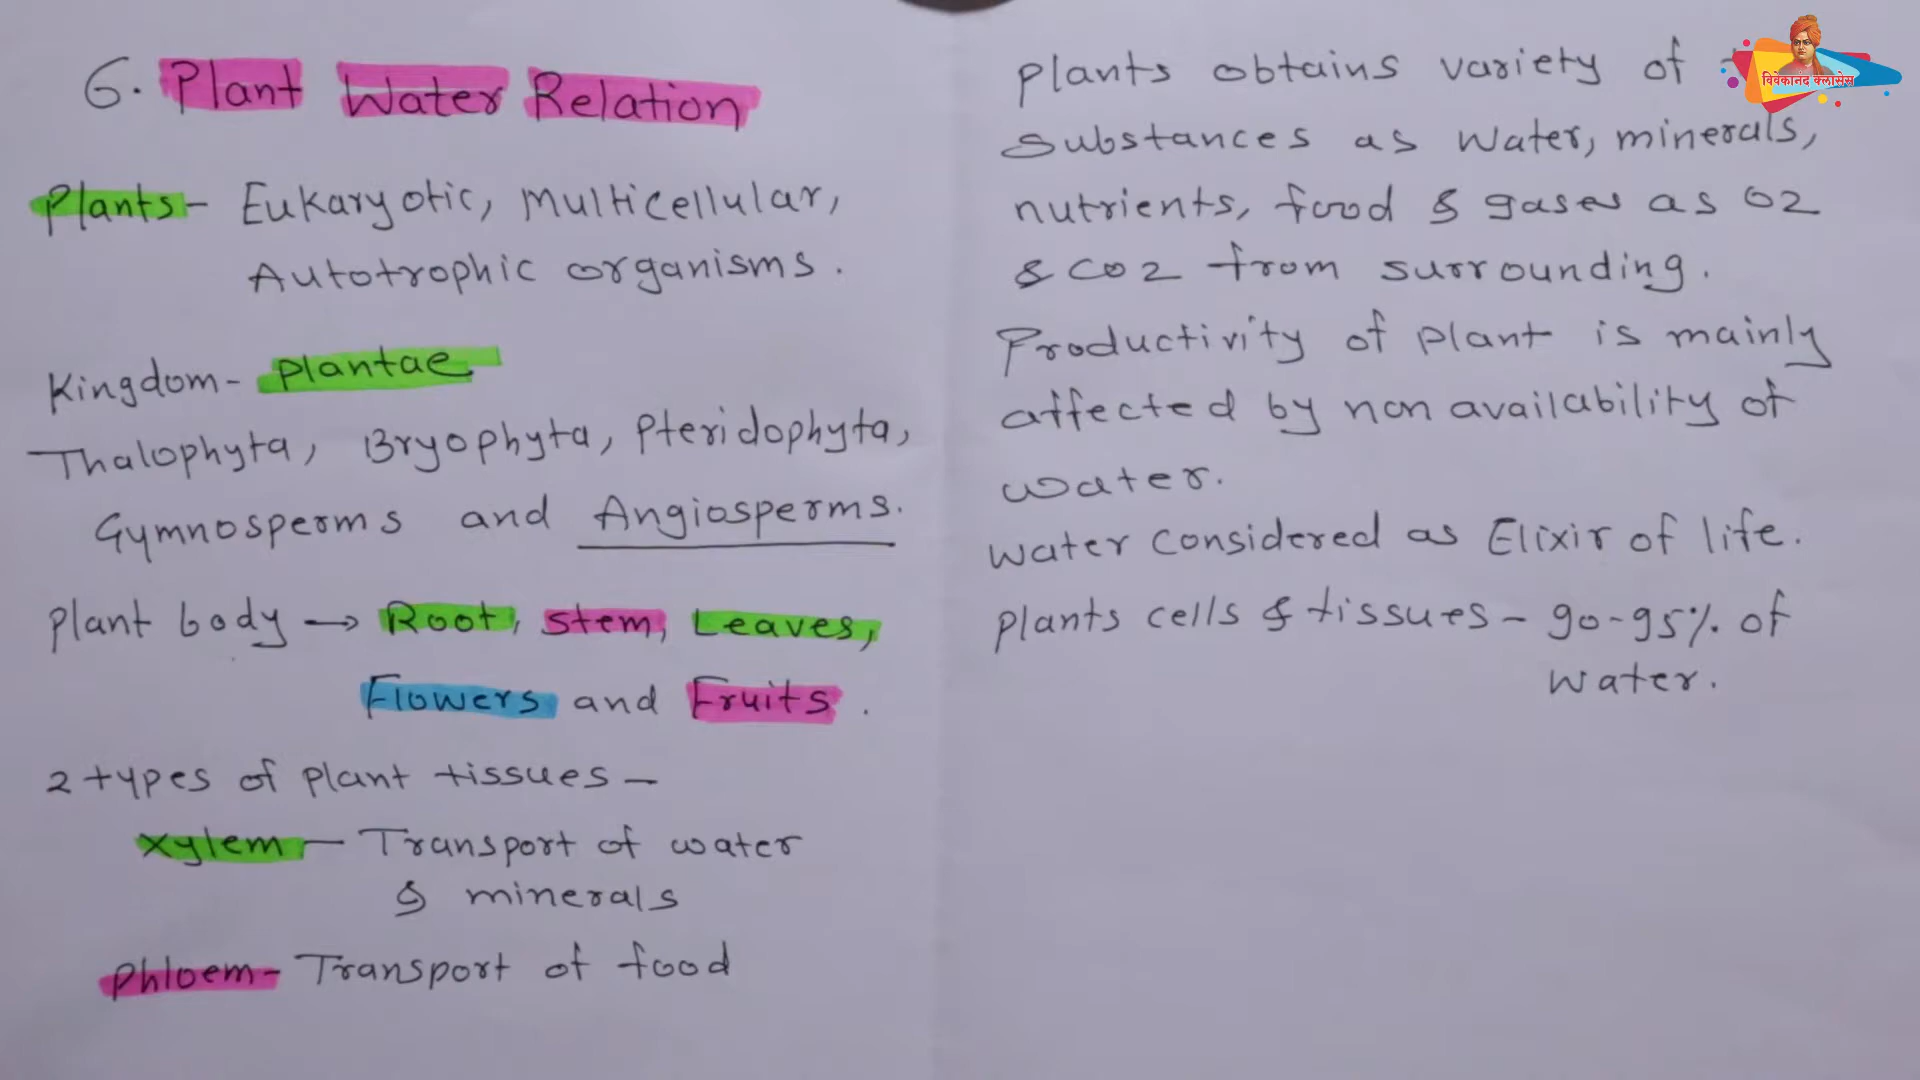 6. Plant Water Relation
Plants- Eukaryotic, Multicellular,
Autotrophic organisms.
Kingdom- Plantae
Thalophyta, Bryophyta, Pteridophyta,
Gymnosperms and Angiosperms.
Plant body → Root, Stem, Leaves,
Flowers and Fruits.
2 types of plant tissues -
Xylem - Transport of water
& minerals
Phloem- Transport of food
Plants obtains variety of
substances as Water, minerals,
nutrients, food & gases as O2
& CO2 from surrounding.
Productivity of plant is mainly
affected by non availability of
water.
Water considered as Elixir of life.
Plants cells & tissues - 90-95% of
Water.
विवेकानंद क्लासेस